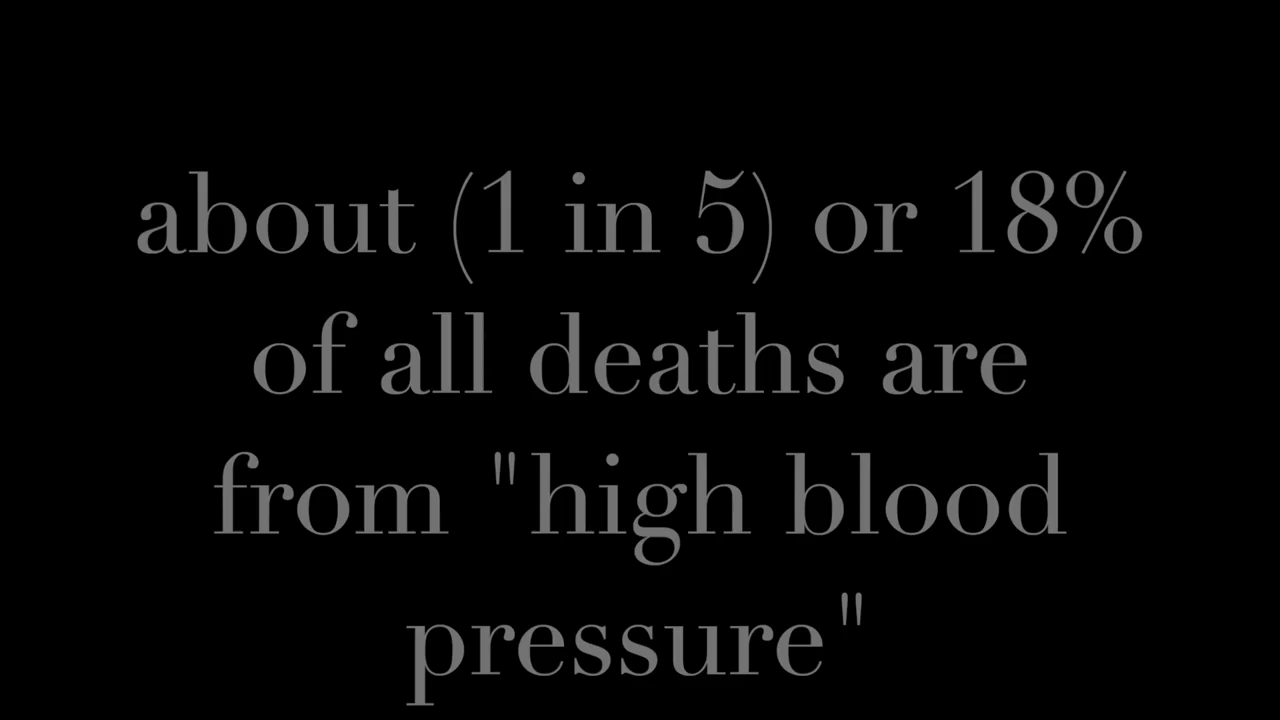 about (1 in 5) or 18%
of all deaths are
from "high blood
pressure"